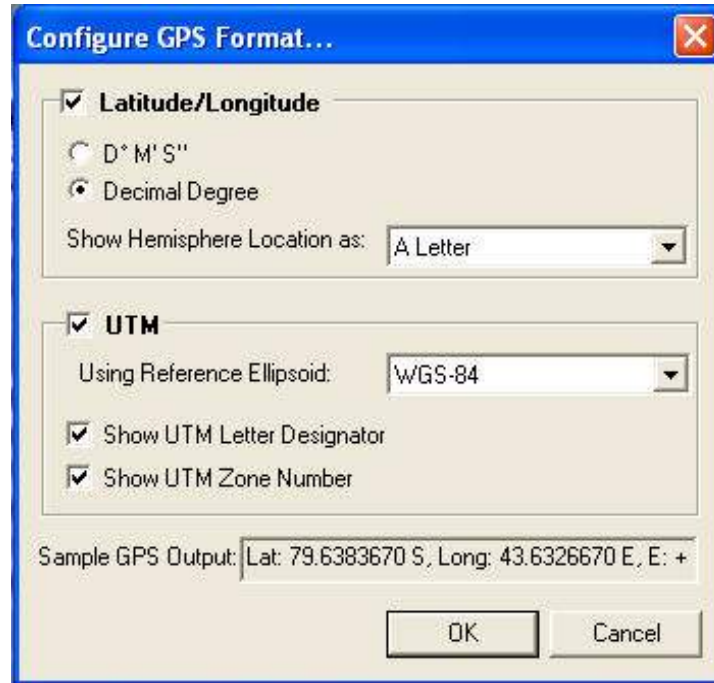 Configure GPS Format...
Latitude/Longitude
D° M' S''
Decimal Degree
Show Hemisphere Location as: A Letter
UTM
Using Reference Ellipsoid: WGS-84
Show UTM Letter Designator
Show UTM Zone Number
Sample GPS Output: Lat: 79.6383670 S, Long: 43.6326670 E, E: +
OK Cancel